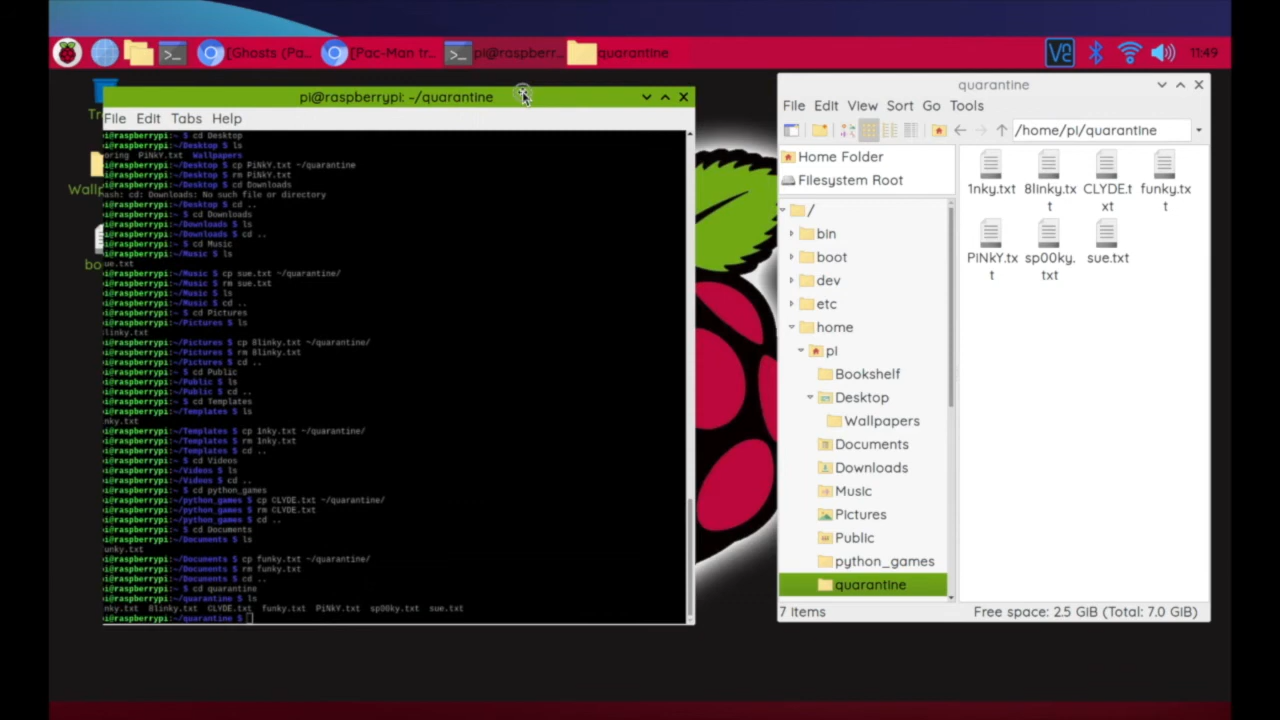 [Ghosts (Pa... [Pac-Man tr... pi@raspberr... quarantine V2 11:49
pi@raspberrypi: ~/quarantine
File Edit Tabs Help
pi@raspberrypi:~ $ cd Desktop
pi@raspberrypi:~/Desktop $ ls
oring PiNkY.txt Wallpapers
pi@raspberrypi:~/Desktop $ cp PiNkY.txt ~/quarantine
pi@raspberrypi:~/Desktop $ rm PiNkY.txt
pi@raspberrypi:~/Desktop $ cd Downloads
bash: cd: Downloads: No such file or directory
pi@raspberrypi:~/Desktop $ cd ..
pi@raspberrypi:~ $ cd Downloads
pi@raspberrypi:~/Downloads $ ls
pi@raspberrypi:~/Downloads $ cd ..
pi@raspberrypi:~ $ cd Music
pi@raspberrypi:~/Music $ ls
ue.txt
pi@raspberrypi:~/Music $ cp sue.txt ~/quarantine/
pi@raspberrypi:~/Music $ rm sue.txt
pi@raspberrypi:~/Music $ ls
pi@raspberrypi:~/Music $ cd ..
pi@raspberrypi:~ $ cd Pictures
pi@raspberrypi:~/Pictures $ ls
8linky.txt
pi@raspberrypi:~/Pictures $ cp 8linky.txt ~/quarantine/
pi@raspberrypi:~/Pictures $ rm 8linky.txt
pi@raspberrypi:~/Pictures $ cd ..
pi@raspberrypi:~ $ cd Public
pi@raspberrypi:~/Public $ ls
pi@raspberrypi:~/Public $ cd ..
pi@raspberrypi:~ $ cd Templates
pi@raspberrypi:~/Templates $ ls
nky.txt
pi@raspberrypi:~/Templates $ cp 1nky.txt ~/quarantine/
pi@raspberrypi:~/Templates $ rm 1nky.txt
pi@raspberrypi:~/Templates $ cd ..
pi@raspberrypi:~ $ cd Videos
pi@raspberrypi:~/Videos $ ls
pi@raspberrypi:~/Videos $ cd ..
pi@raspberrypi:~ $ cd python_games
pi@raspberrypi:~/python_games $ cp CLYDE.txt ~/quarantine/
pi@raspberrypi:~/python_games $ rm CLYDE.txt
pi@raspberrypi:~/python_games $ cd ..
pi@raspberrypi:~ $ cd Documents
pi@raspberrypi:~/Documents $ ls
unky.txt
pi@raspberrypi:~/Documents $ cp funky.txt ~/quarantine/
pi@raspberrypi:~/Documents $ rm funky.txt
pi@raspberrypi:~/Documents $ cd ..
pi@raspberrypi:~ $ cd quarantine
pi@raspberrypi:~/quarantine $ ls
nky.txt 8linky.txt CLYDE.txt funky.txt PiNkY.txt sp00ky.txt sue.txt
pi@raspberrypi:~/quarantine $
quarantine
File Edit View Sort Go Tools
/home/pi/quarantine
Home Folder
Filesystem Root
/
bin
boot
dev
etc
home
pi
Bookshelf
Desktop
Wallpapers
Documents
Downloads
Music
Pictures
Public
python_games
quarantine
1nky.txt 8linky.tx CLYDE.t funky.tx
t xt t
PiNkY.tx sp00ky. sue.txt
t txt
7 items Free space: 2.5 GiB (Total: 7.0 GiB)